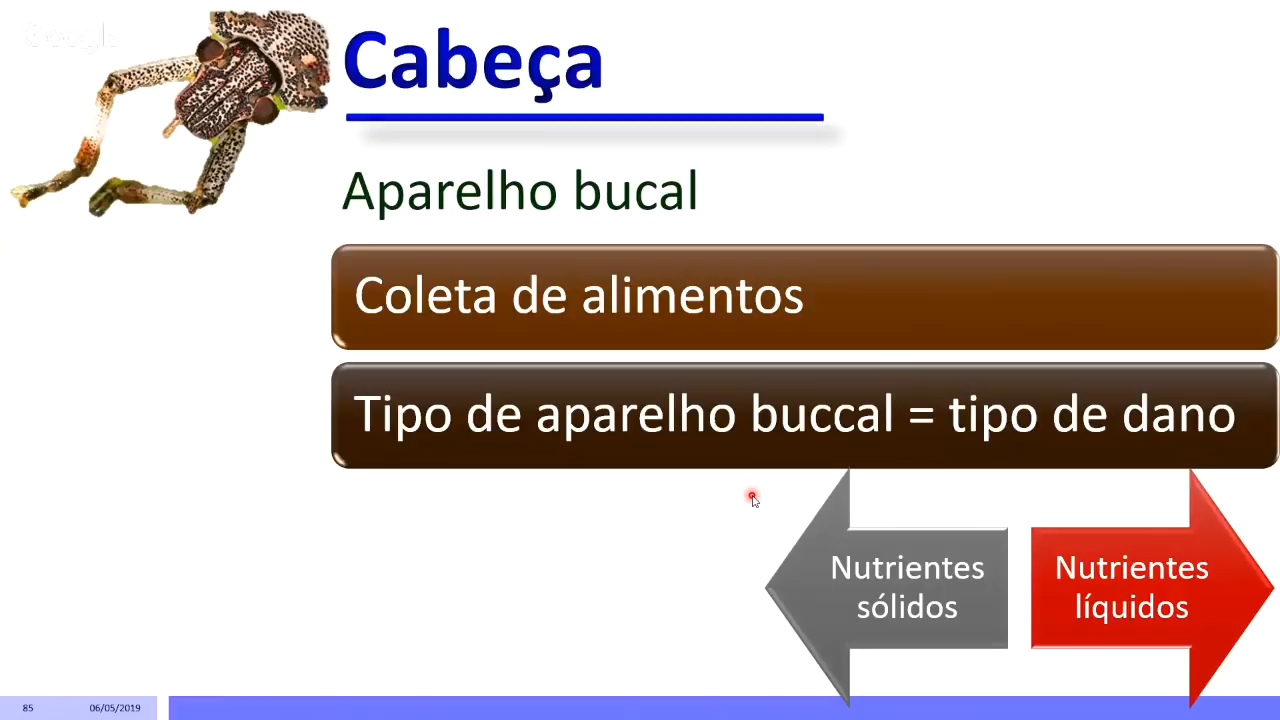 Google
Cabeça
Aparelho bucal
Coleta de alimentos
Tipo de aparelho buccal = tipo de dano
Nutrientes
sólidos
Nutrientes
líquidos
85
06/05/2019